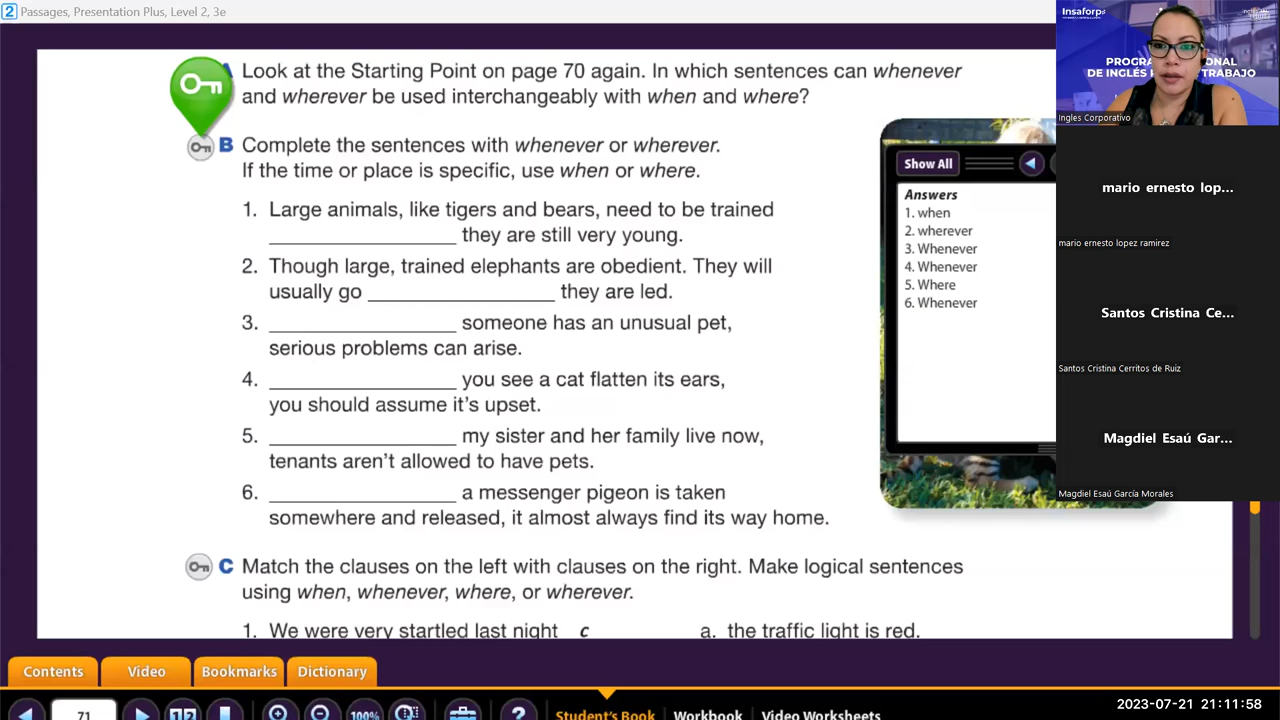 Passages, Presentation Plus, Level 2, 3e
A Look at the Starting Point on page 70 again. In which sentences can whenever
and wherever be used interchangeably with when and where?
B Complete the sentences with whenever or wherever.
If the time or place is specific, use when or where.
1. Large animals, like tigers and bears, need to be trained
____________ they are still very young.
2. Though large, trained elephants are obedient. They will
usually go ____________ they are led.
3. ____________ someone has an unusual pet,
serious problems can arise.
4. ____________ you see a cat flatten its ears,
you should assume it's upset.
5. ____________ my sister and her family live now,
tenants aren't allowed to have pets.
6. ____________ a messenger pigeon is taken
somewhere and released, it almost always find its way home.
C Match the clauses on the left with clauses on the right. Make logical sentences
using when, whenever, where, or wherever.
1. We were very startled last night c
a. the traffic light is red.
Show All
Answers
1. when
2. wherever
3. Whenever
4. Whenever
5. Where
6. Whenever
Insaforp
DE INGLÉS
TRABAJO
Ingles Corporativo
mario ernesto lop...
mario ernesto lopez ramirez
Santos Cristina Ce...
Santos Cristina Cerritos de Ruiz
Magdiel Esaú Gar...
Magdiel Esaú García Morales
Contents
Video
Bookmarks
Dictionary
71
100%
Student's Book
Workbook
Video Worksheets
2023-07-21 21:11:58